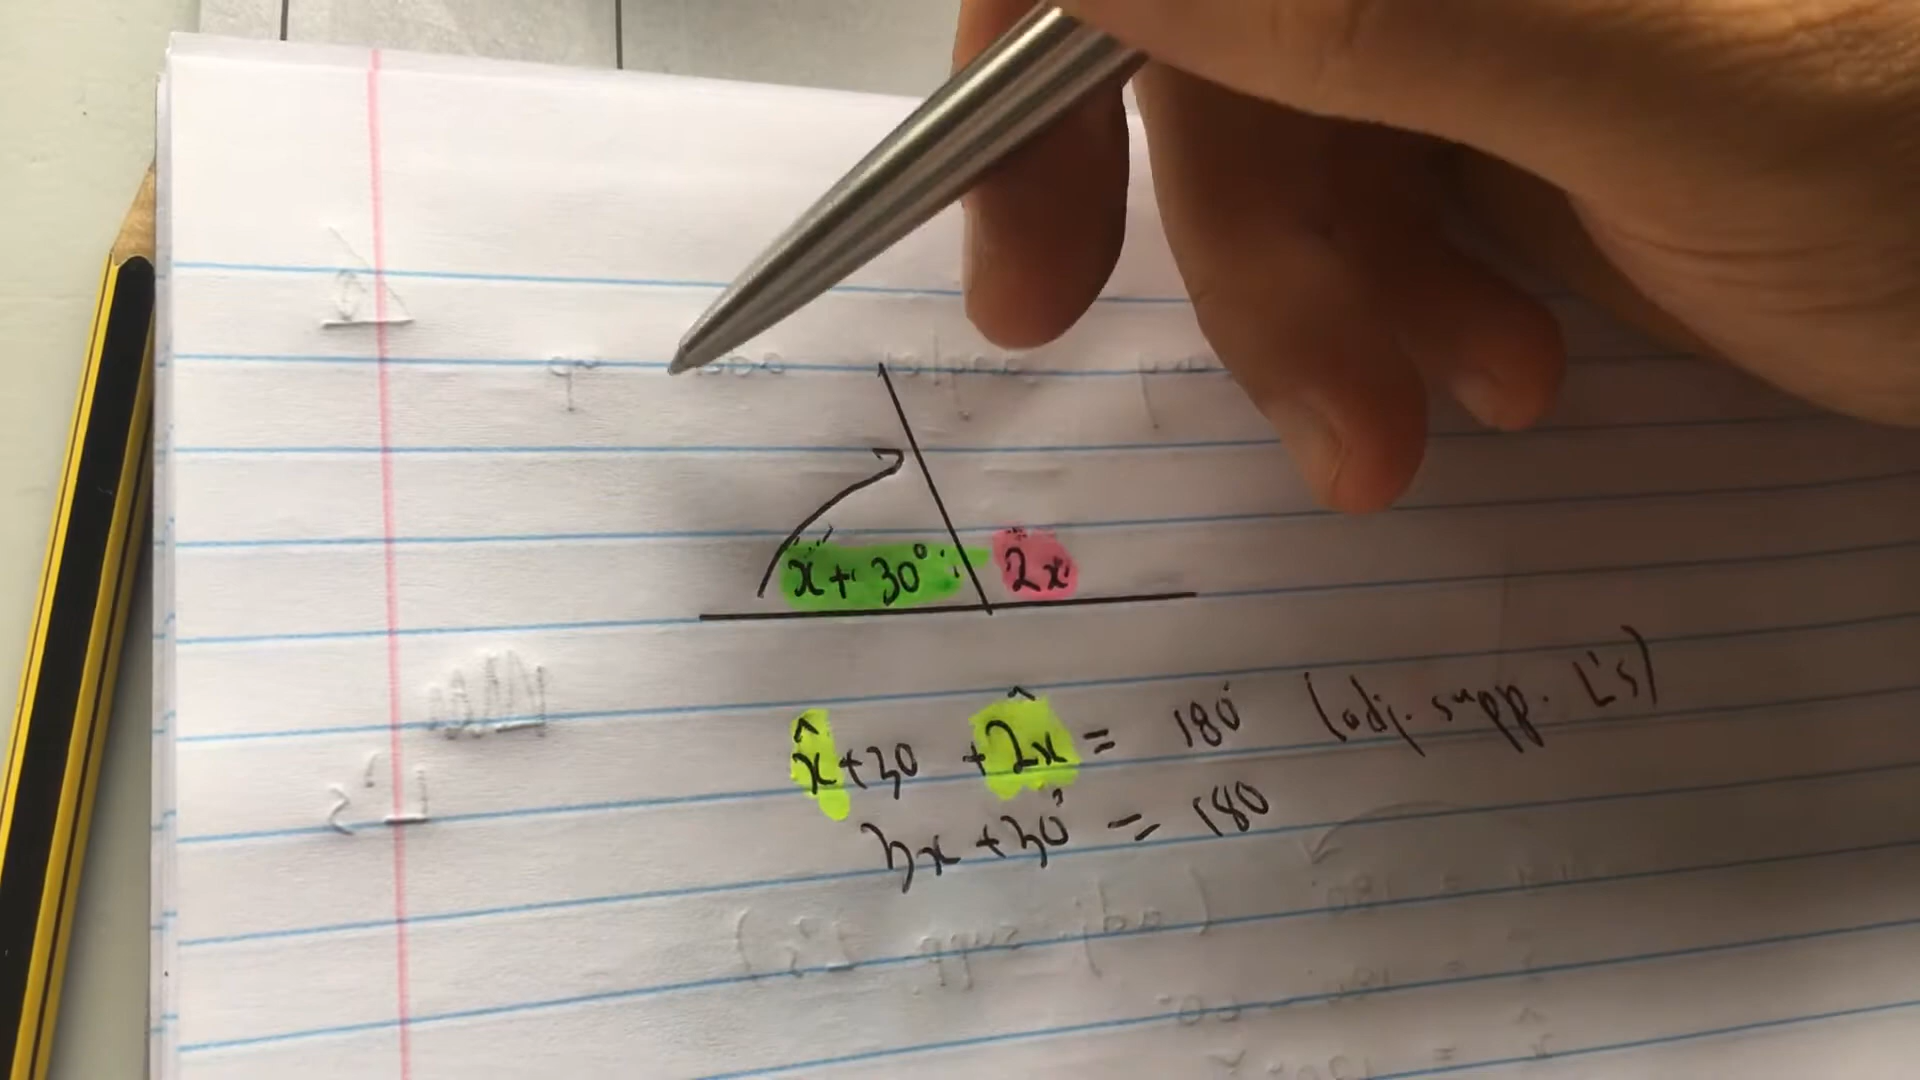 x + 30° 2x
x̂ + 30 + 2x̂ = 180° (adj. supp. L's)
3x + 30° = 180